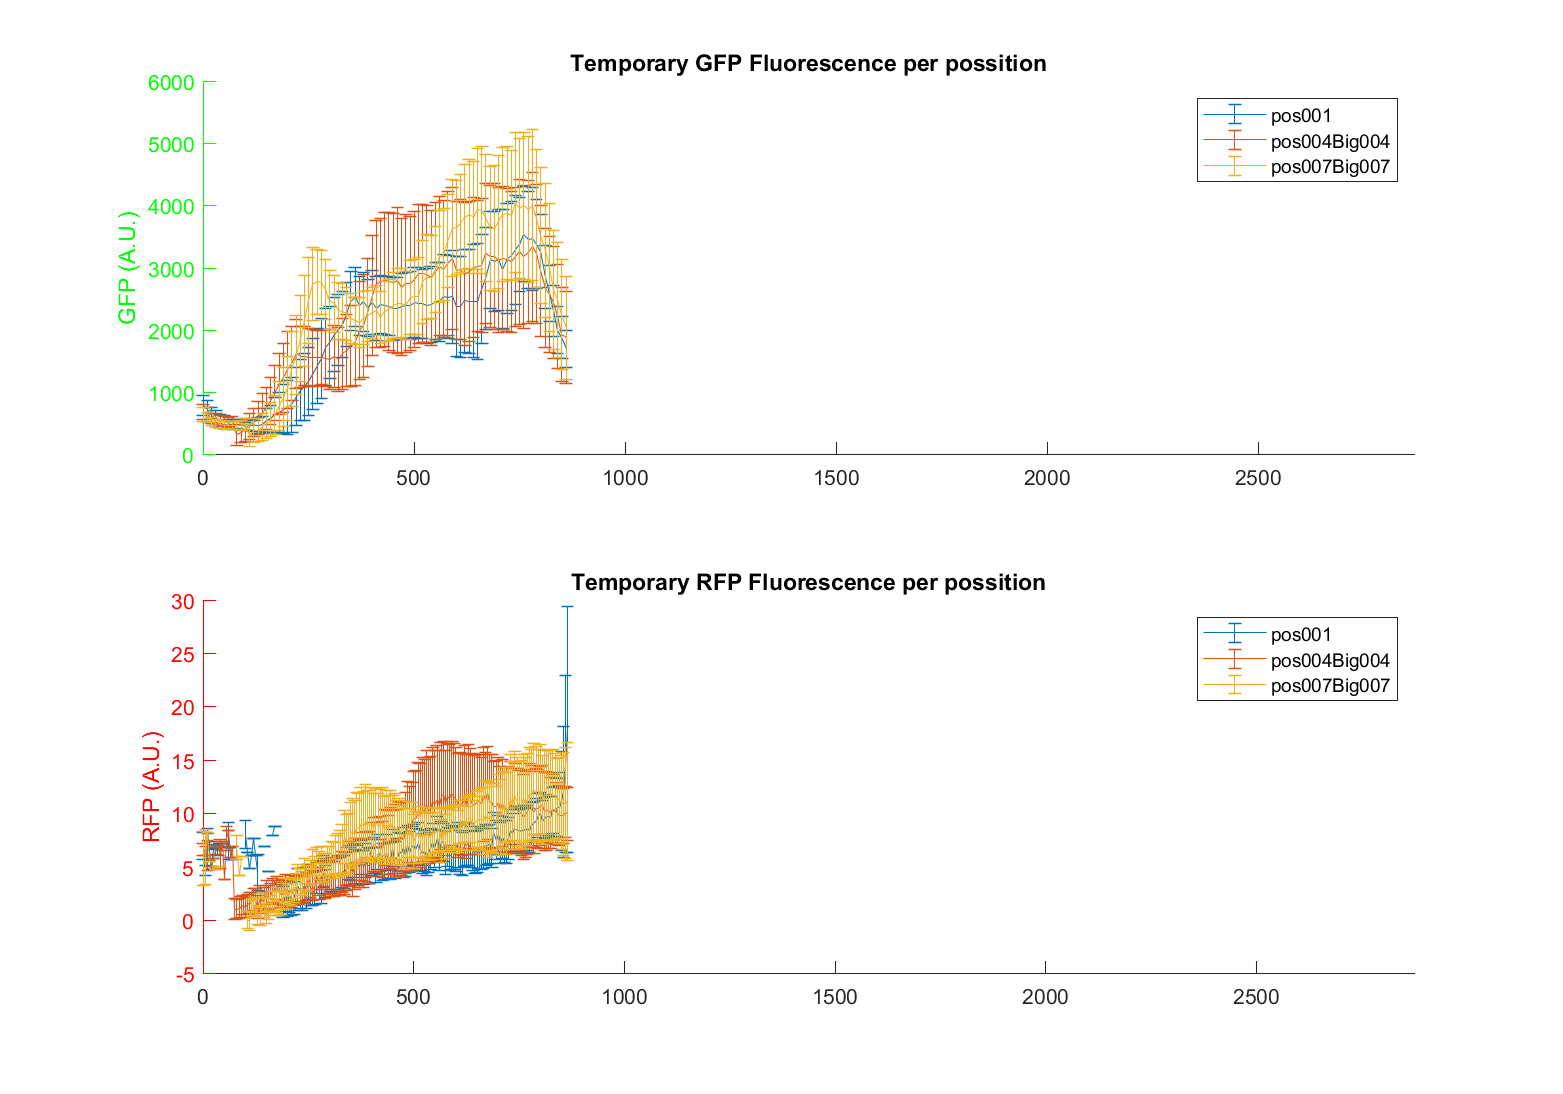 Temporary GFP Fluorescence per possition
6000
5000
4000
3000
2000
1000
0
GFP (A.U.)
0 500 1000 1500 2000 2500
pos001
pos004Big004
pos007Big007
Temporary RFP Fluorescence per possition
30
25
20
15
10
5
0
-5
RFP (A.U.)
0 500 1000 1500 2000 2500
pos001
pos004Big004
pos007Big007